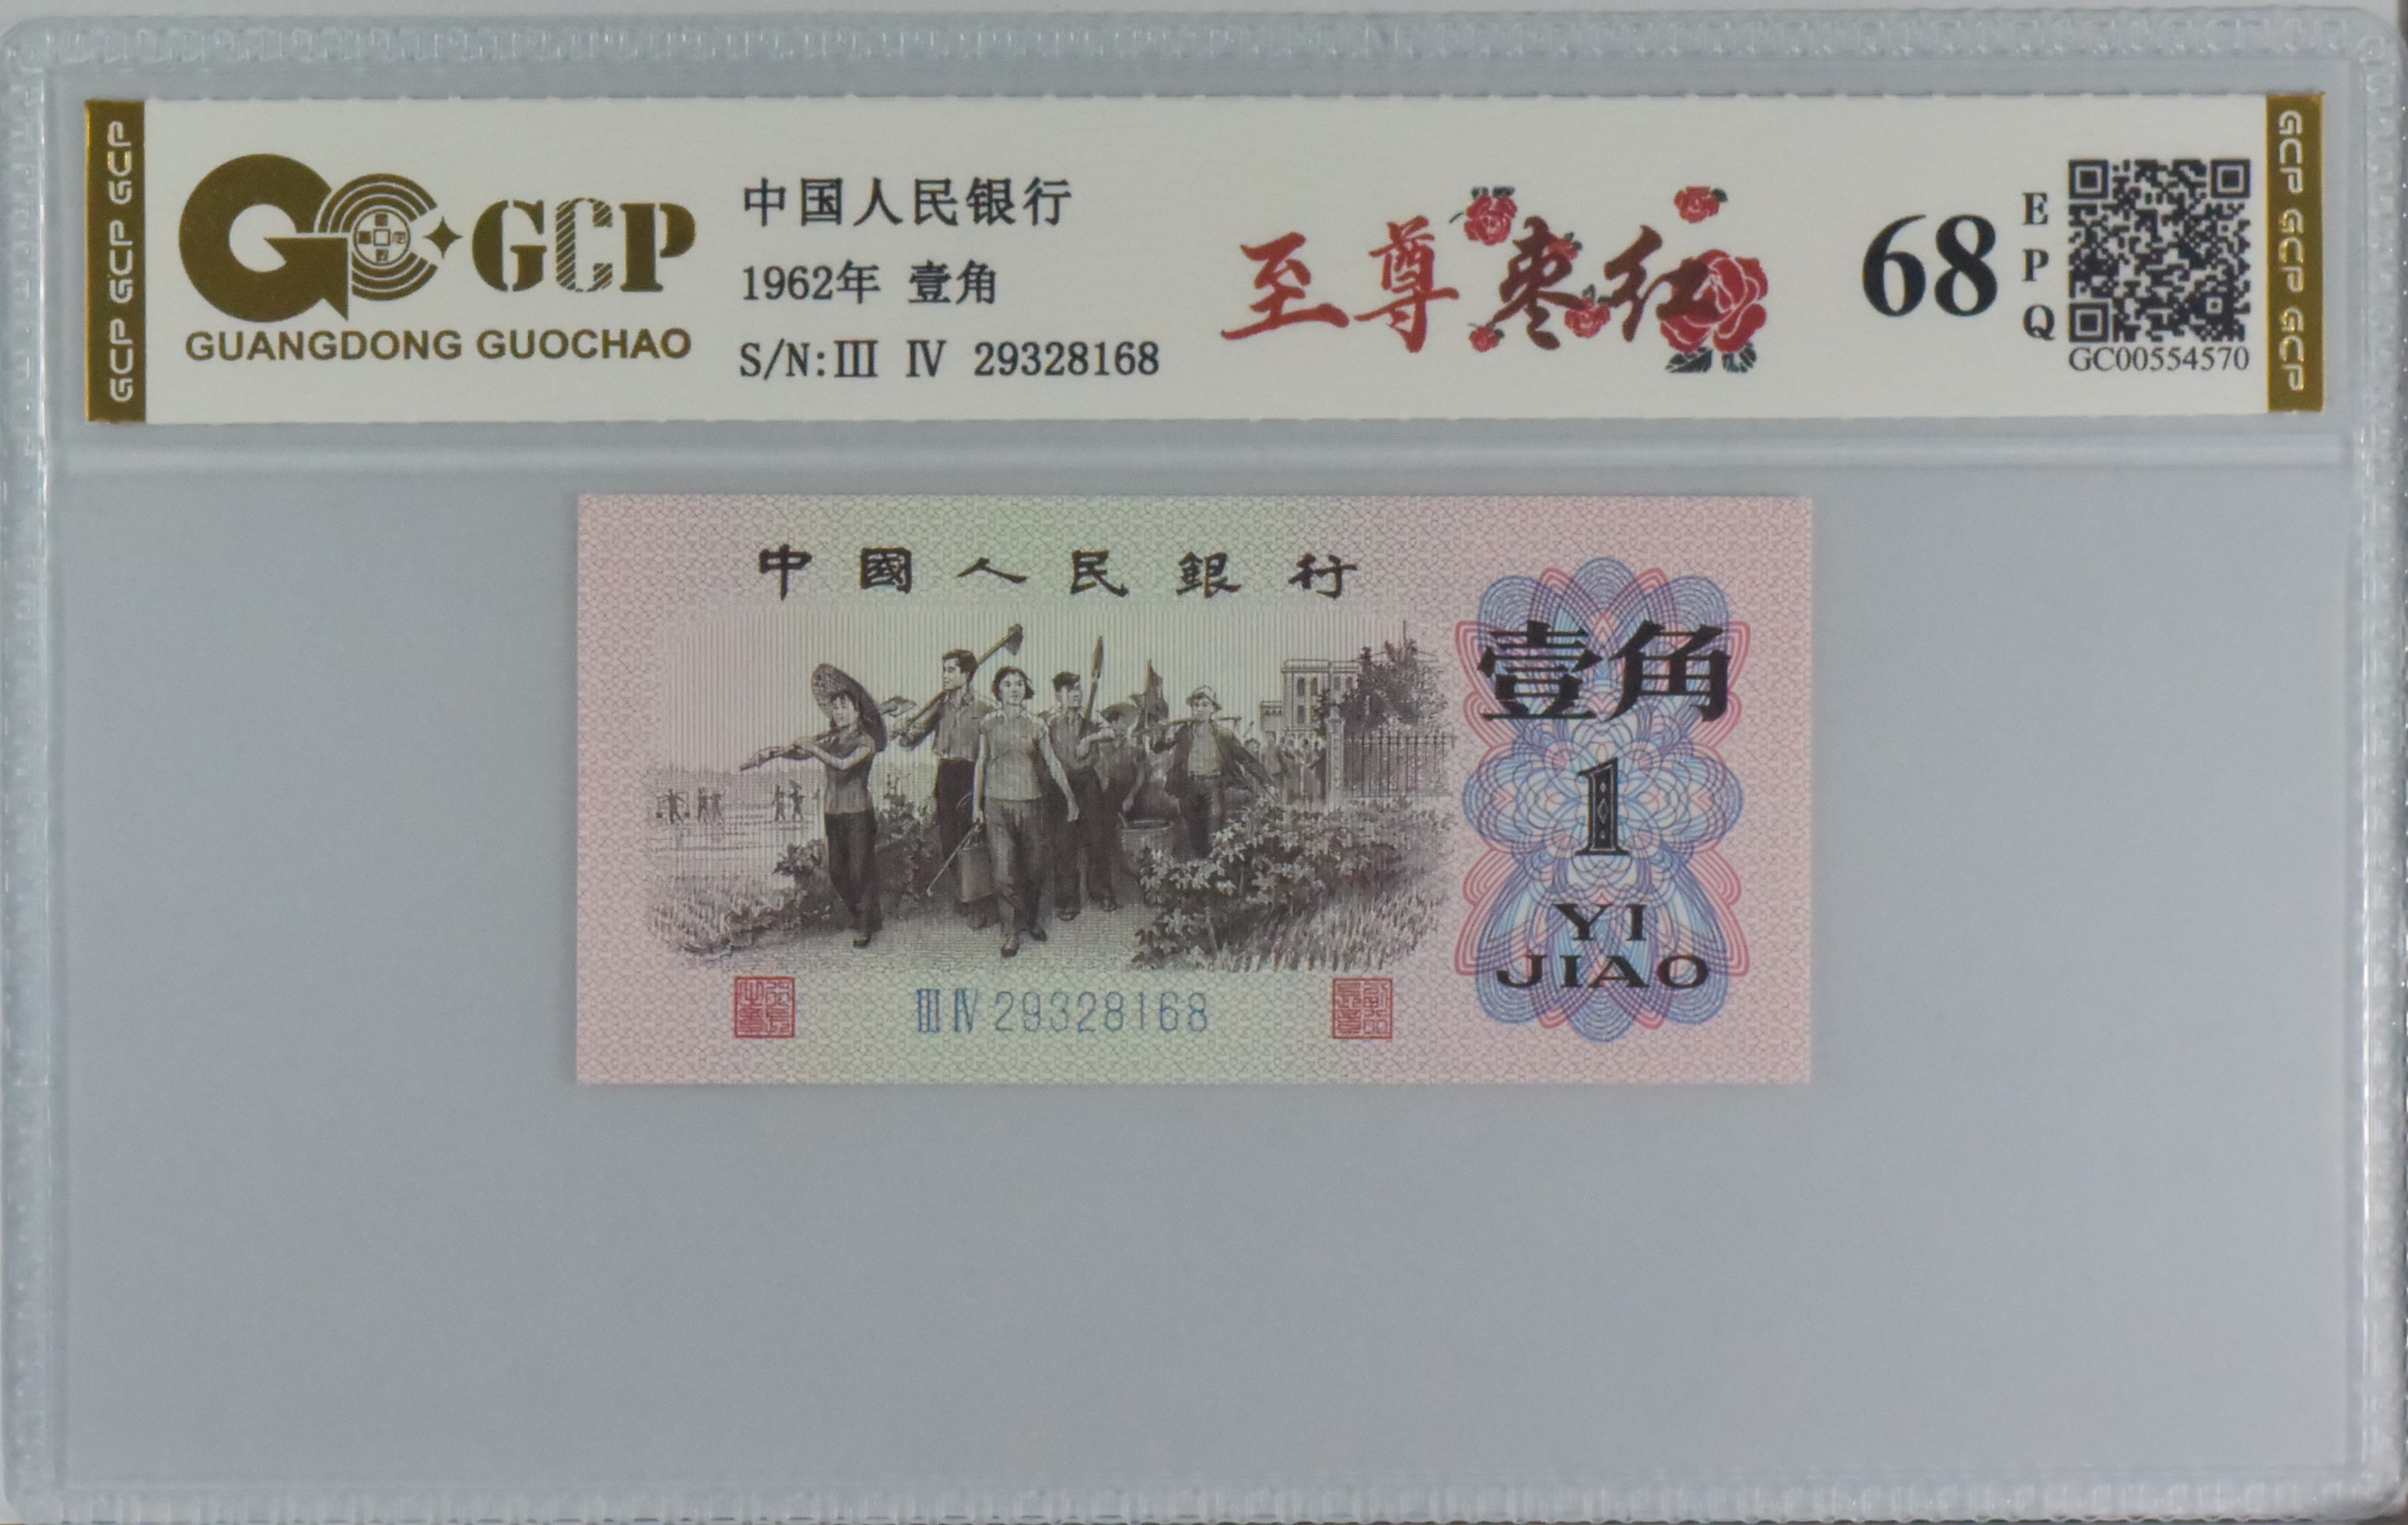 GCP GCP GCP
GCP
GUANGDONG GUOCHAO
中国人民银行
1962年 壹角
S/N:Ⅲ Ⅳ 29328168
至尊枣红
68
EPQ
GC00554570
GCP GCP GCP
中國人民銀行
壹角
1
YI
JIAO
Ⅲ Ⅳ 29328168